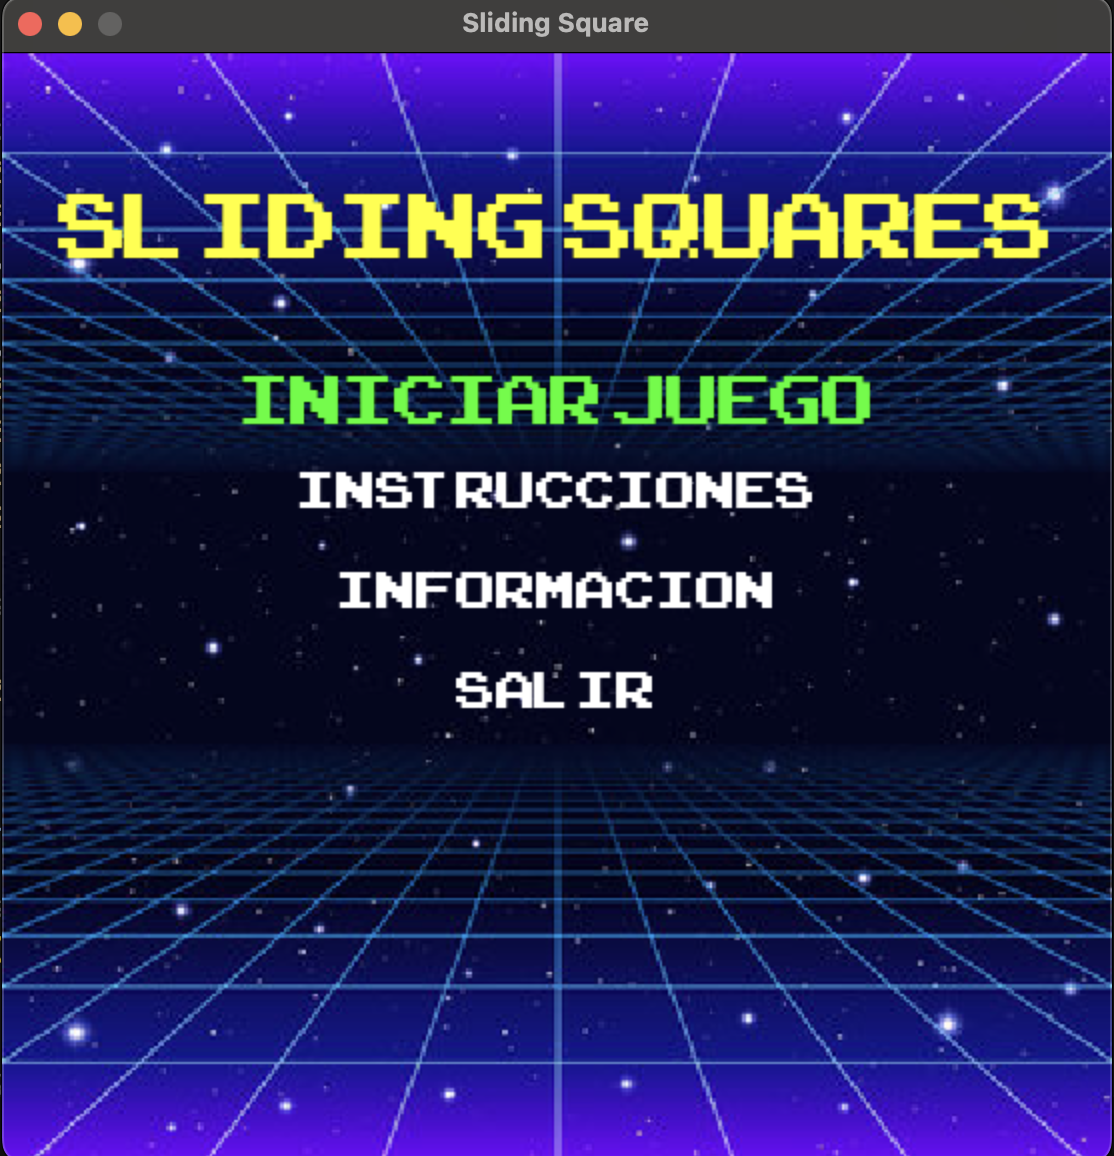 Sliding Square
SLIDING SQUARES
INICIAR JUEGO
INSTRUCCIONES
INFORMACION
SALIR